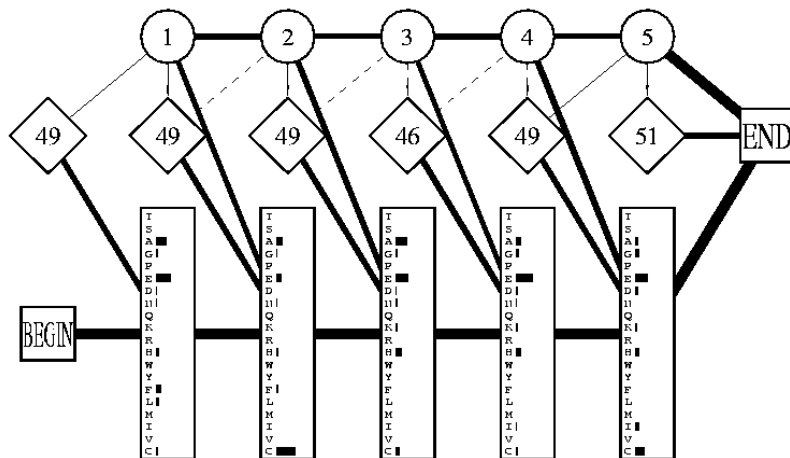 1 2 3 4 5
49 49 49 46 49 51 END
T T T T T
S S S S S
A A A A A
G G G G G
P P P P P
E E E E E
D D D D D
N N N N N
Q Q Q Q Q
K K K K K
BEGIN
R R R R R
H H H H H
W W W W W
Y Y Y Y Y
F F F F F
L L L L L
M M M M M
I I I I I
V V V V V
C C C C C